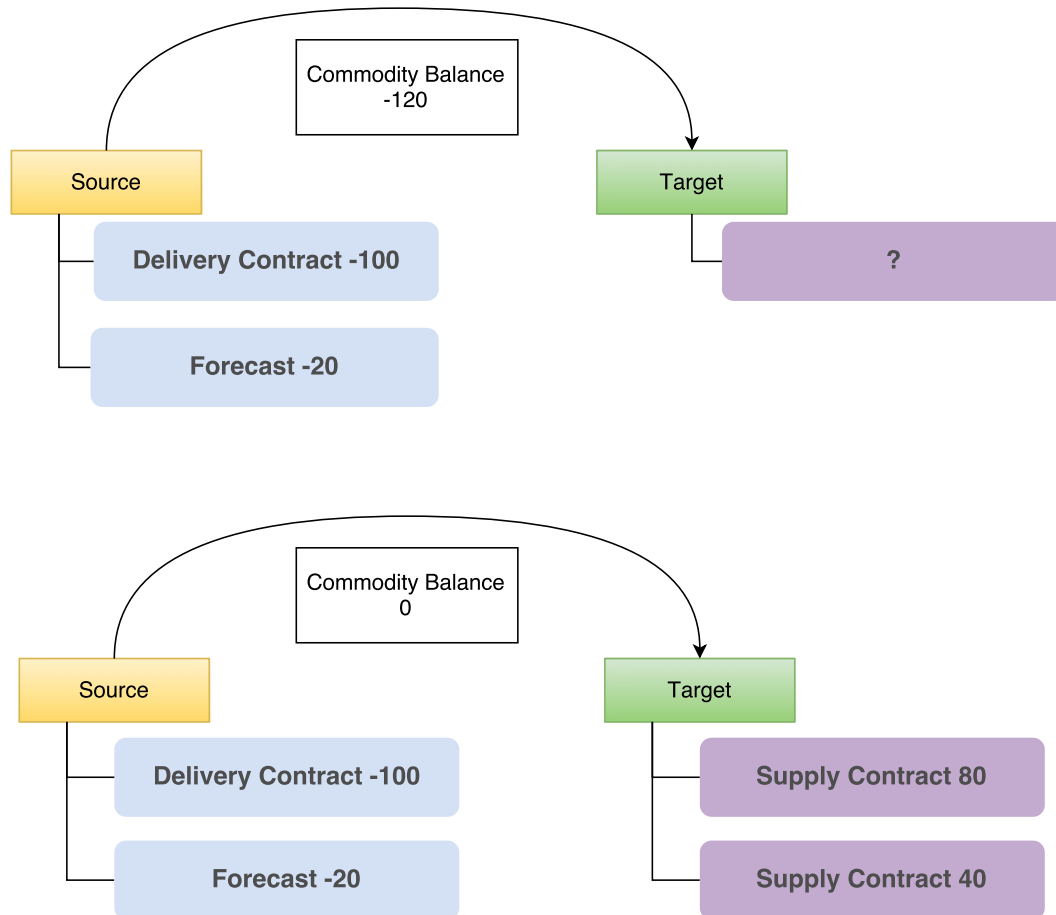 Commodity Balance
-120
Source
Target
Delivery Contract -100
?
Forecast -20
Commodity Balance
0
Source
Target
Delivery Contract -100
Supply Contract 80
Forecast -20
Supply Contract 40